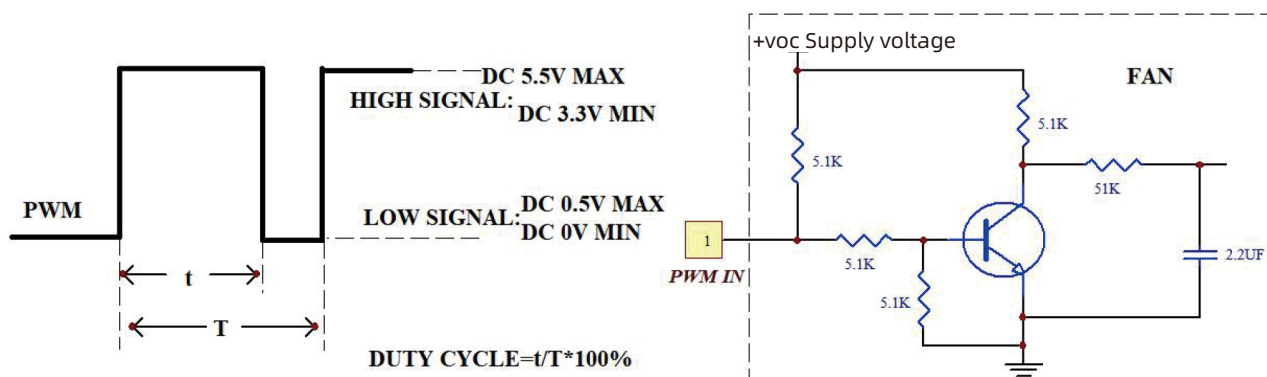 DC 5.5V MAX
HIGH SIGNAL:
DC 3.3V MIN
PWM
LOW SIGNAL:
DC 0.5V MAX
DC 0V MIN
t
T
DUTY CYCLE=t/T*100%
+voc Supply voltage
FAN
5.1K
5.1K
51K
1
PWM IN
5.1K
5.1K
2.2UF